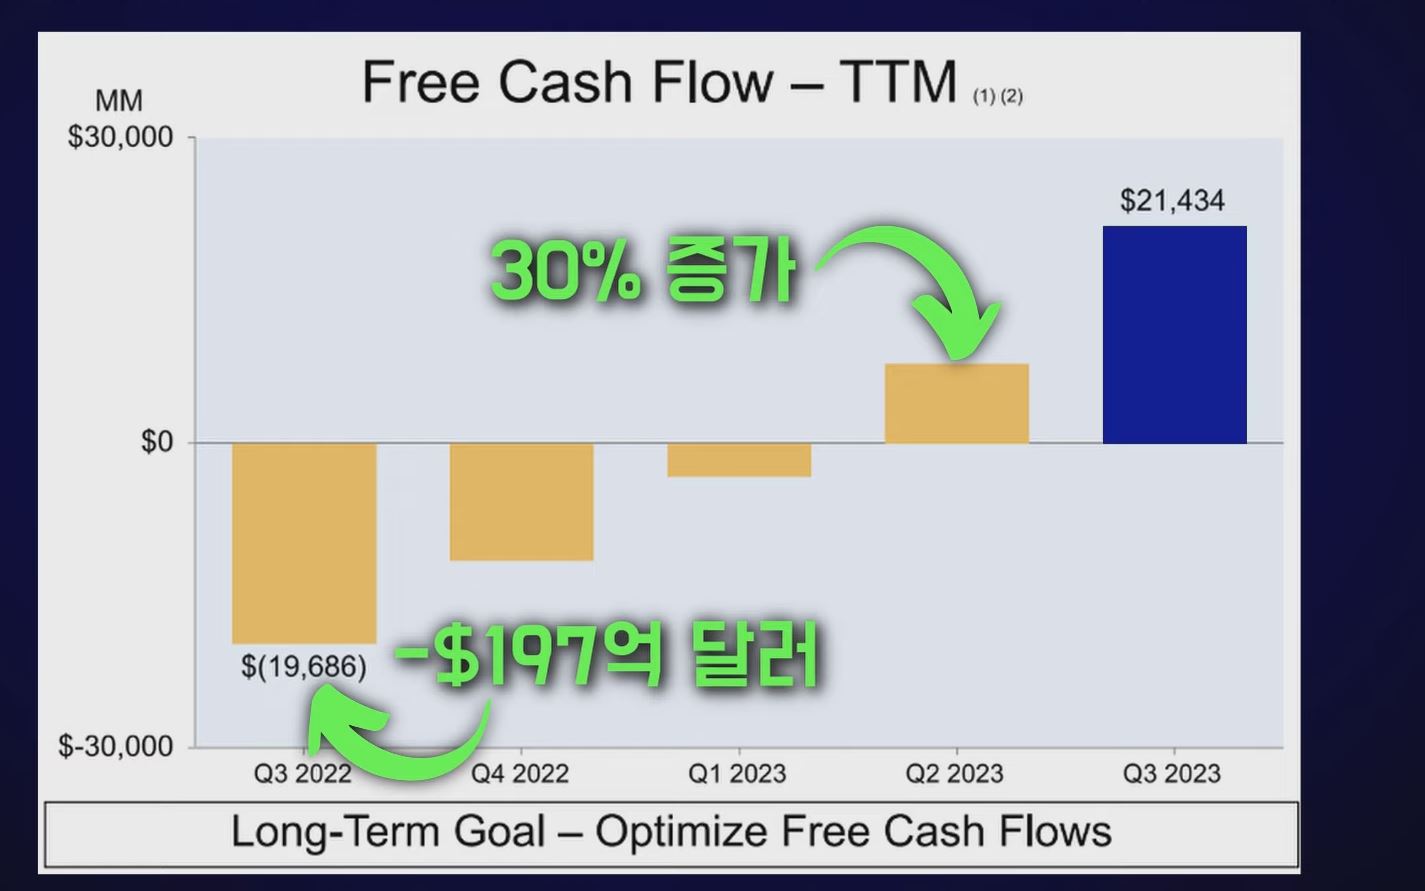 Free Cash Flow – TTM (1) (2)
MM
$30,000
$21,434
30% 증가
$0
-$197억 달러
$(19,686)
$-30,000
Q3 2022
Q4 2022
Q1 2023
Q2 2023
Q3 2023
Long-Term Goal – Optimize Free Cash Flows